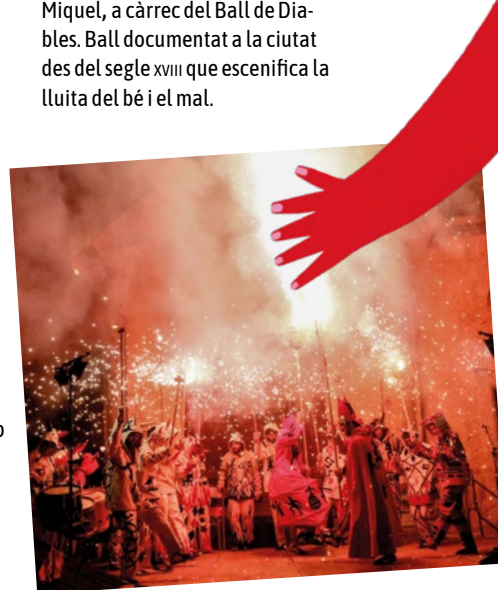 Miquel, a càrrec del Ball de Dia-
bles. Ball documentat a la ciutat
des del segle XVIII que escenifica la
lluita del bé i el mal.
o